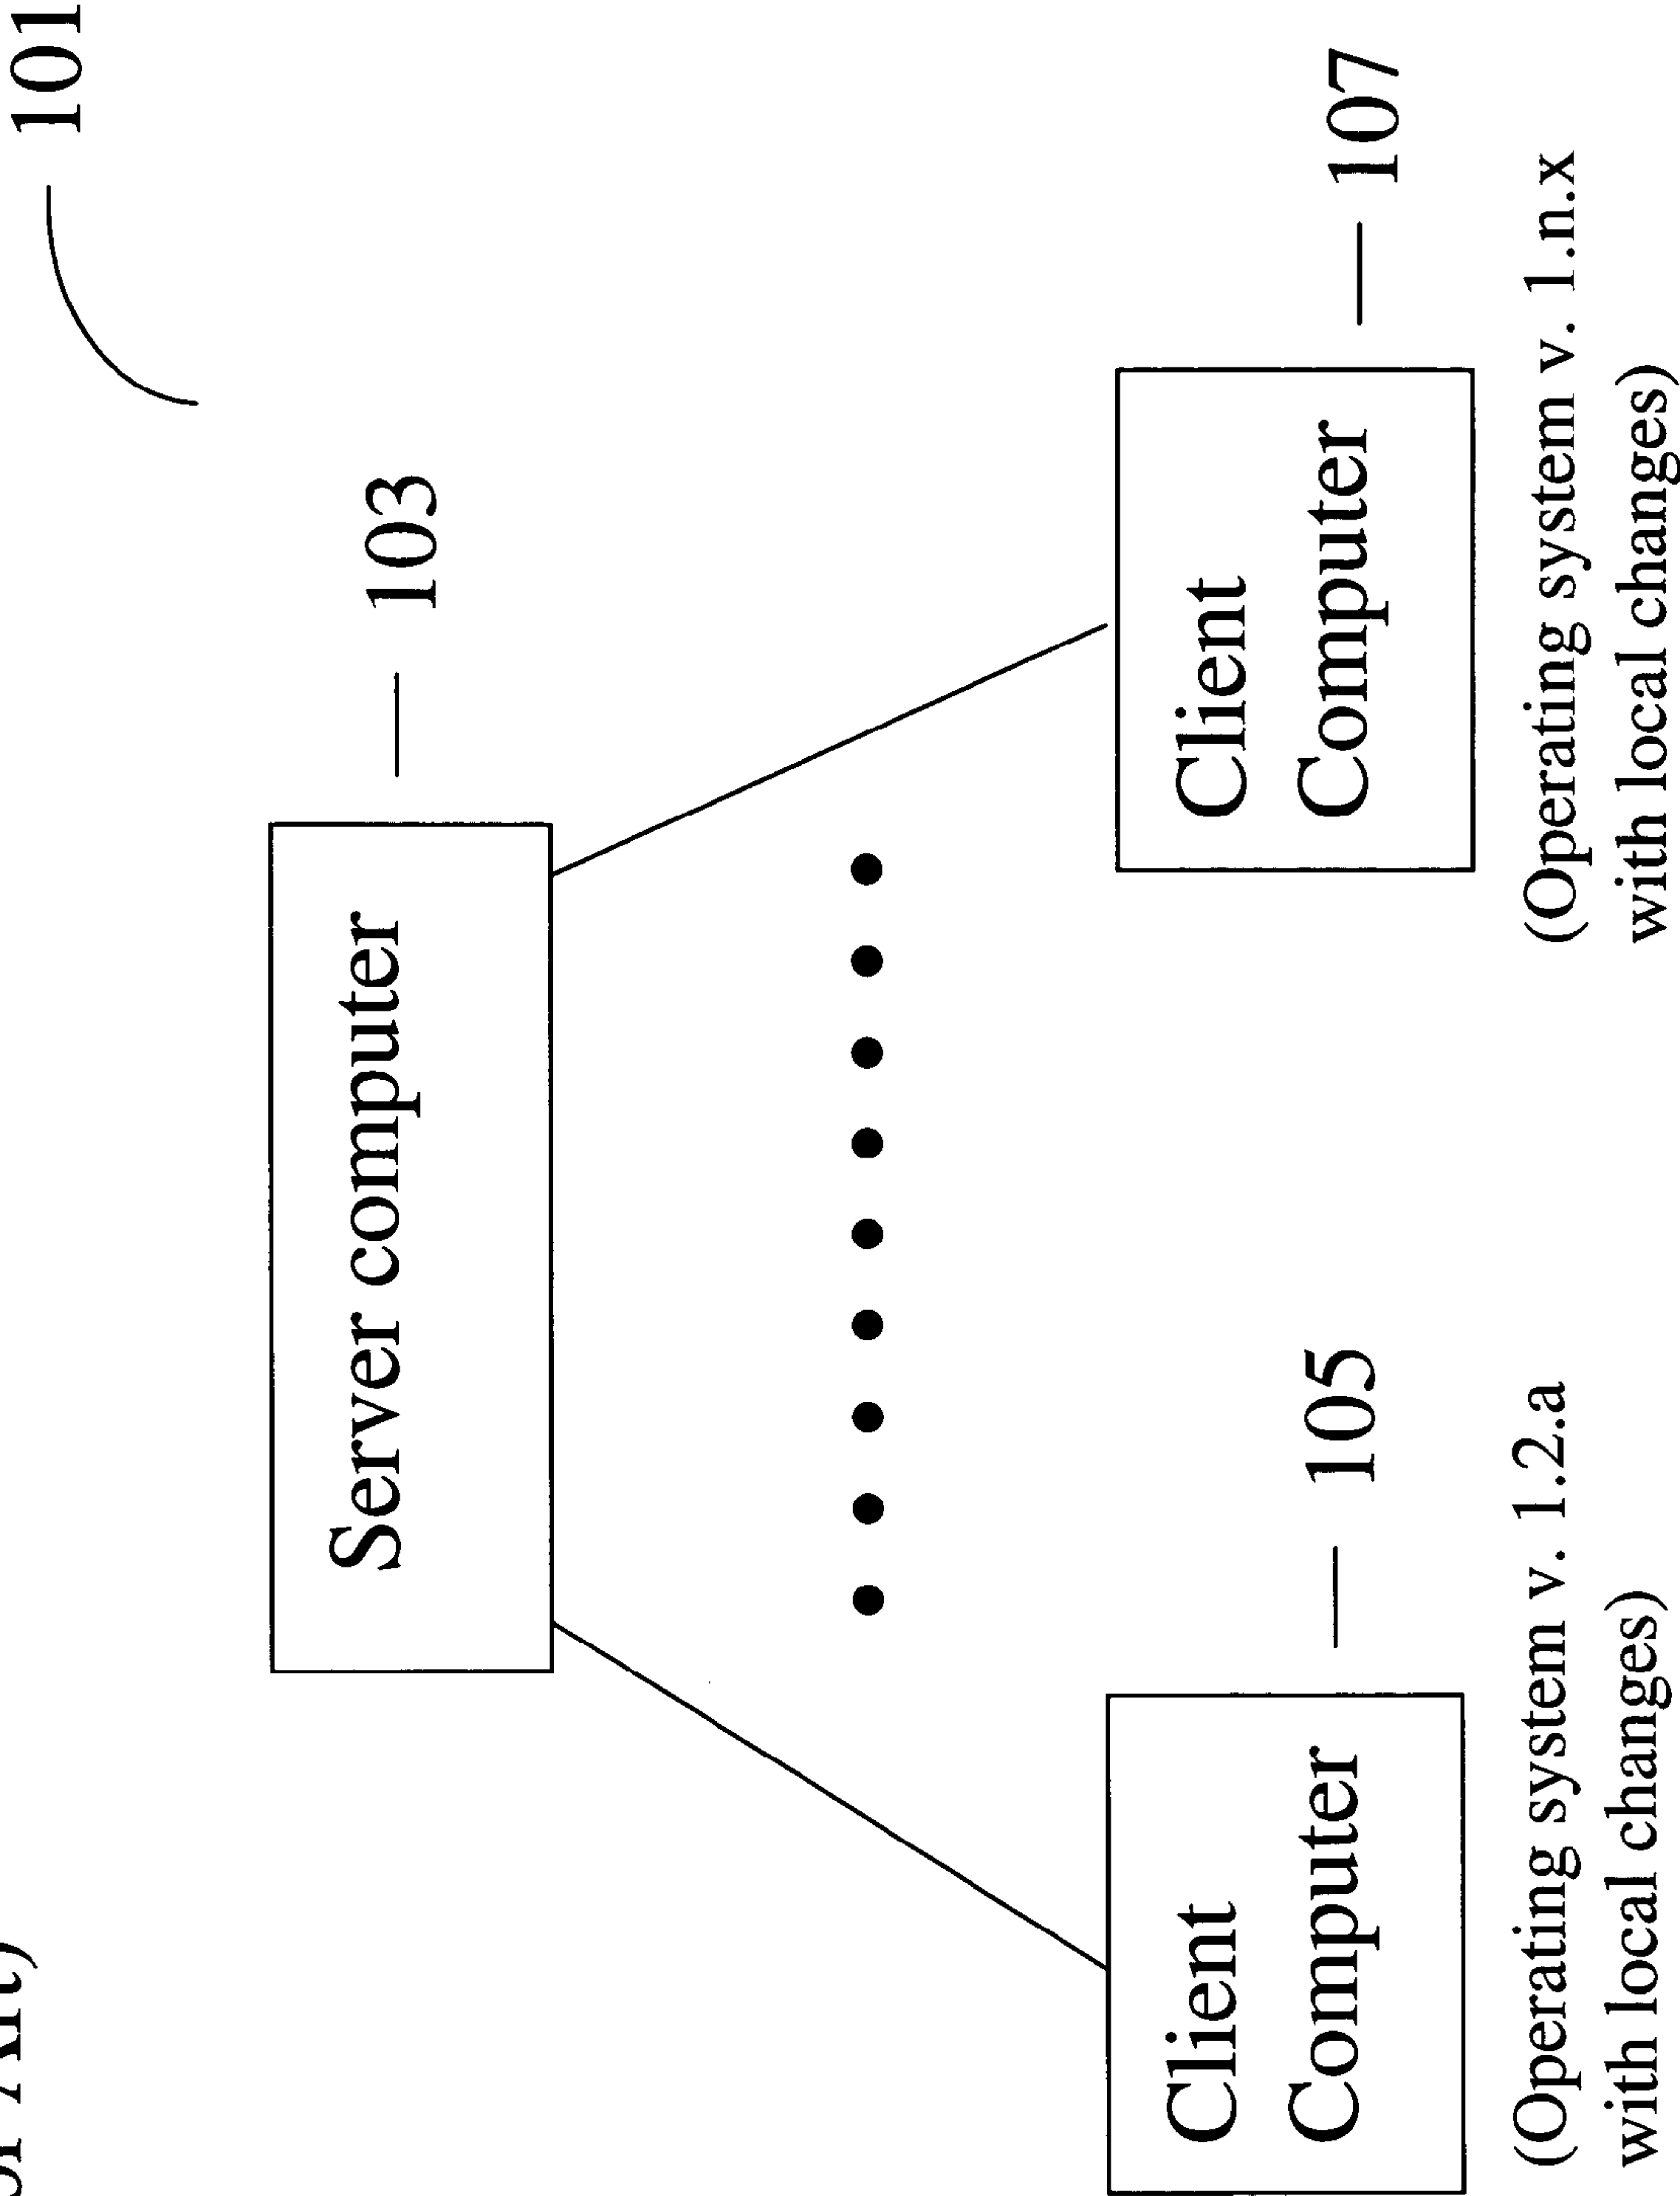 Art)
101
Server computer
103
Client
Computer
105
(Operating system v. 1.2.a
with local changes)
Client
Computer
107
(Operating system v. 1.n.x
with local changes)